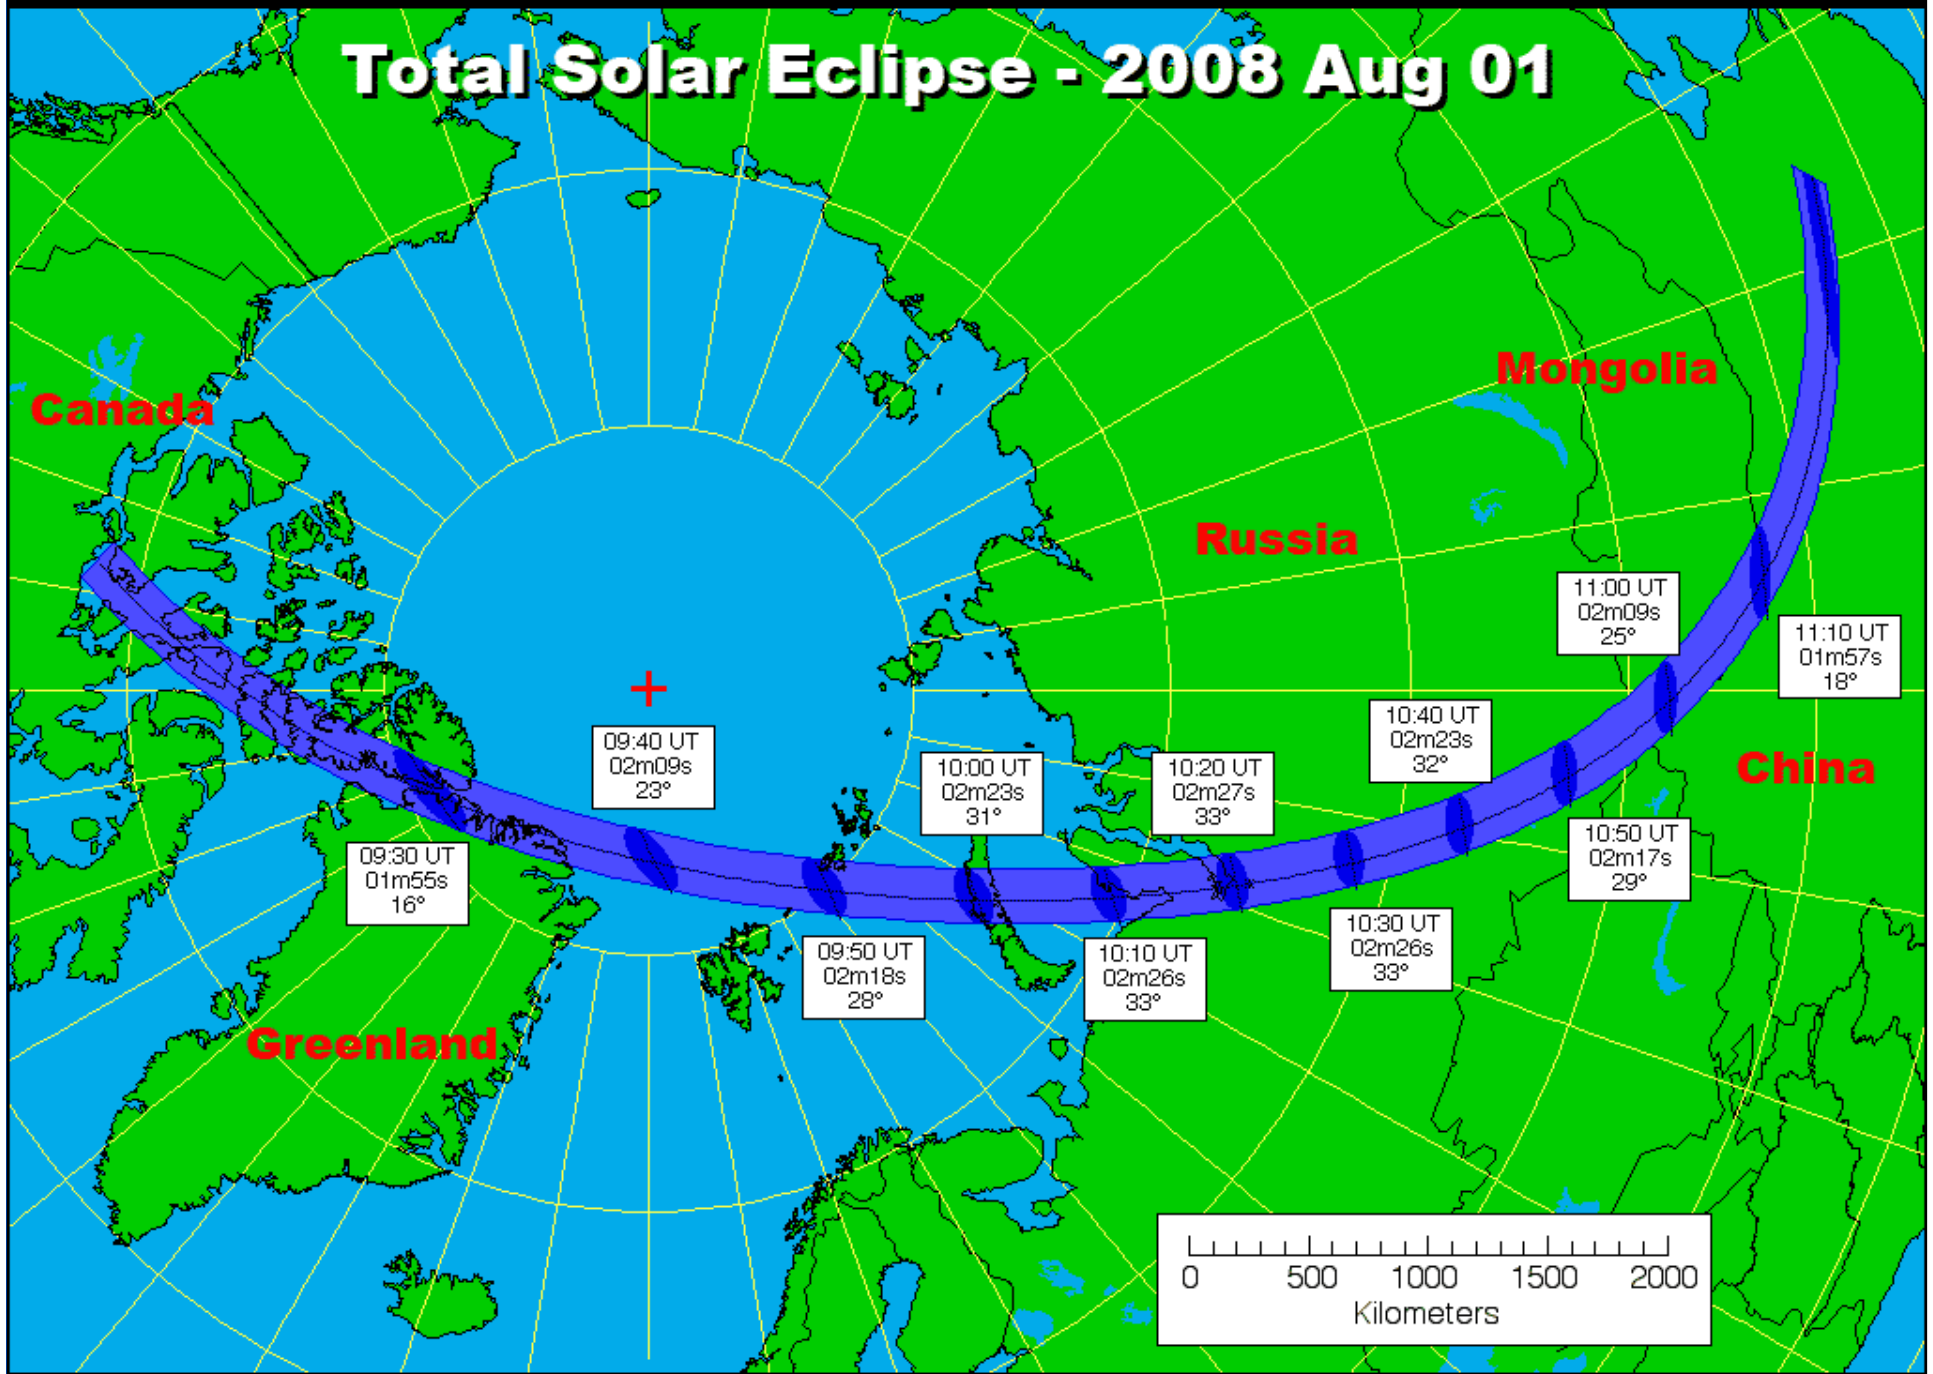 Total Solar Eclipse - 2008 Aug 01
Canada
Mongolia
Russia
11:00 UT
02m09s
25°
11:10 UT
01m57s
18°
10:40 UT
02m23s
32°
China
09:40 UT
02m09s
23°
10:00 UT
02m23s
31°
10:20 UT
02m27s
33°
09:30 UT
01m55s
16°
10:50 UT
02m17s
29°
10:30 UT
02m26s
33°
09:50 UT
02m18s
28°
10:10 UT
02m26s
33°
Greenland
0 500 1000 1500 2000
Kilometers